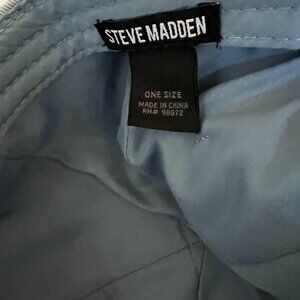 STEVE MADDEN
ONE SIZE
MADE IN CHINA
RN# 98072